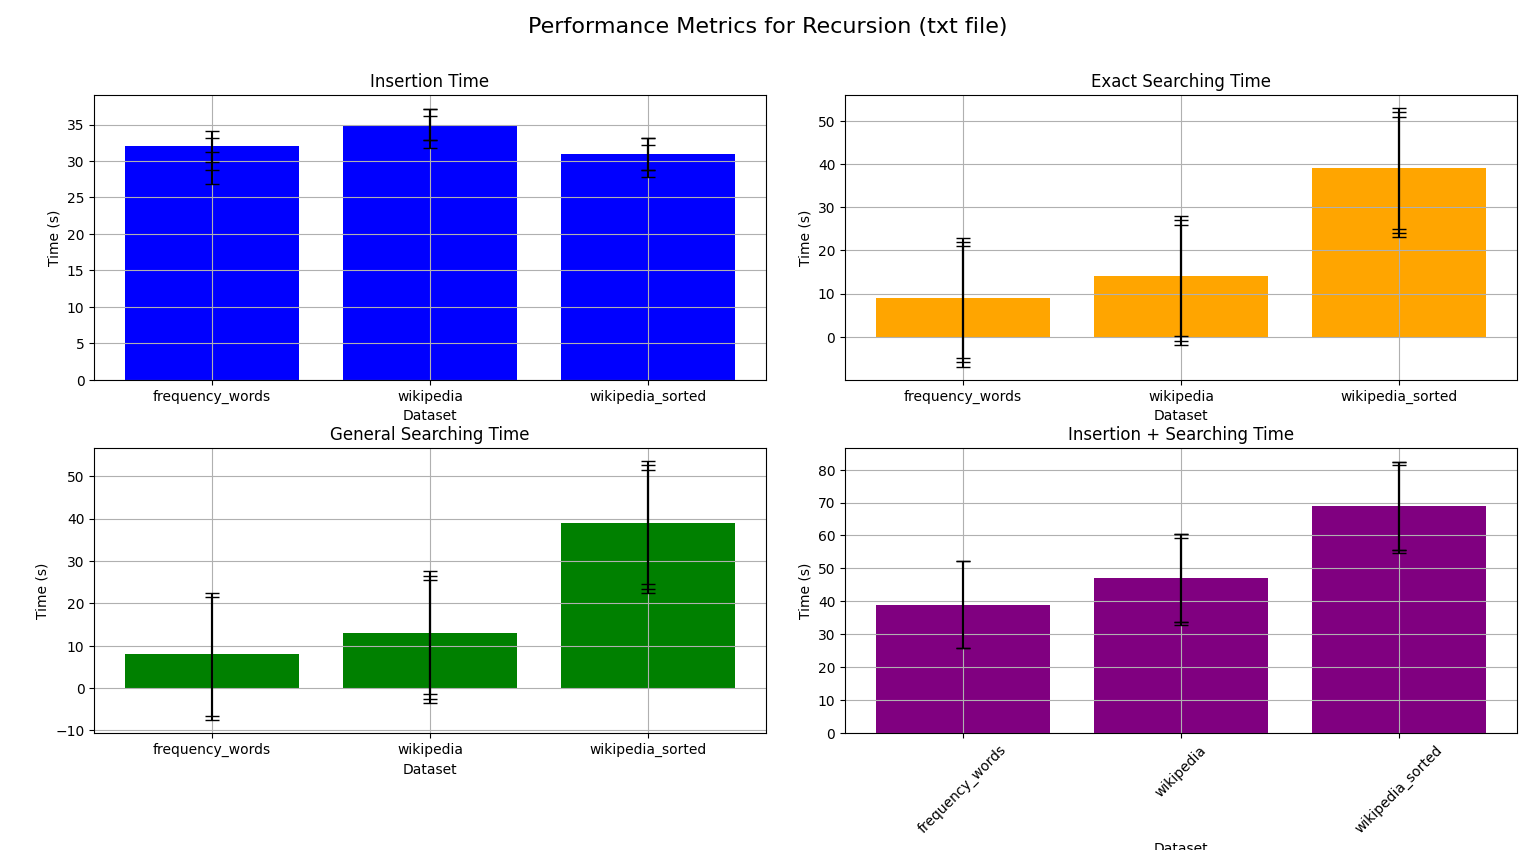 Performance Metrics for Recursion (txt file)
Insertion Time
Time (s)
35
30
25
20
15
10
5
0
frequency_words wikipedia wikipedia_sorted
Dataset
Exact Searching Time
Time (s)
50
40
30
20
10
0
frequency_words wikipedia wikipedia_sorted
Dataset
General Searching Time
Time (s)
50
40
30
20
10
0
−10
frequency_words wikipedia wikipedia_sorted
Dataset
Insertion + Searching Time
Time (s)
80
70
60
50
40
30
20
10
0
frequency_words wikipedia wikipedia_sorted
Dataset